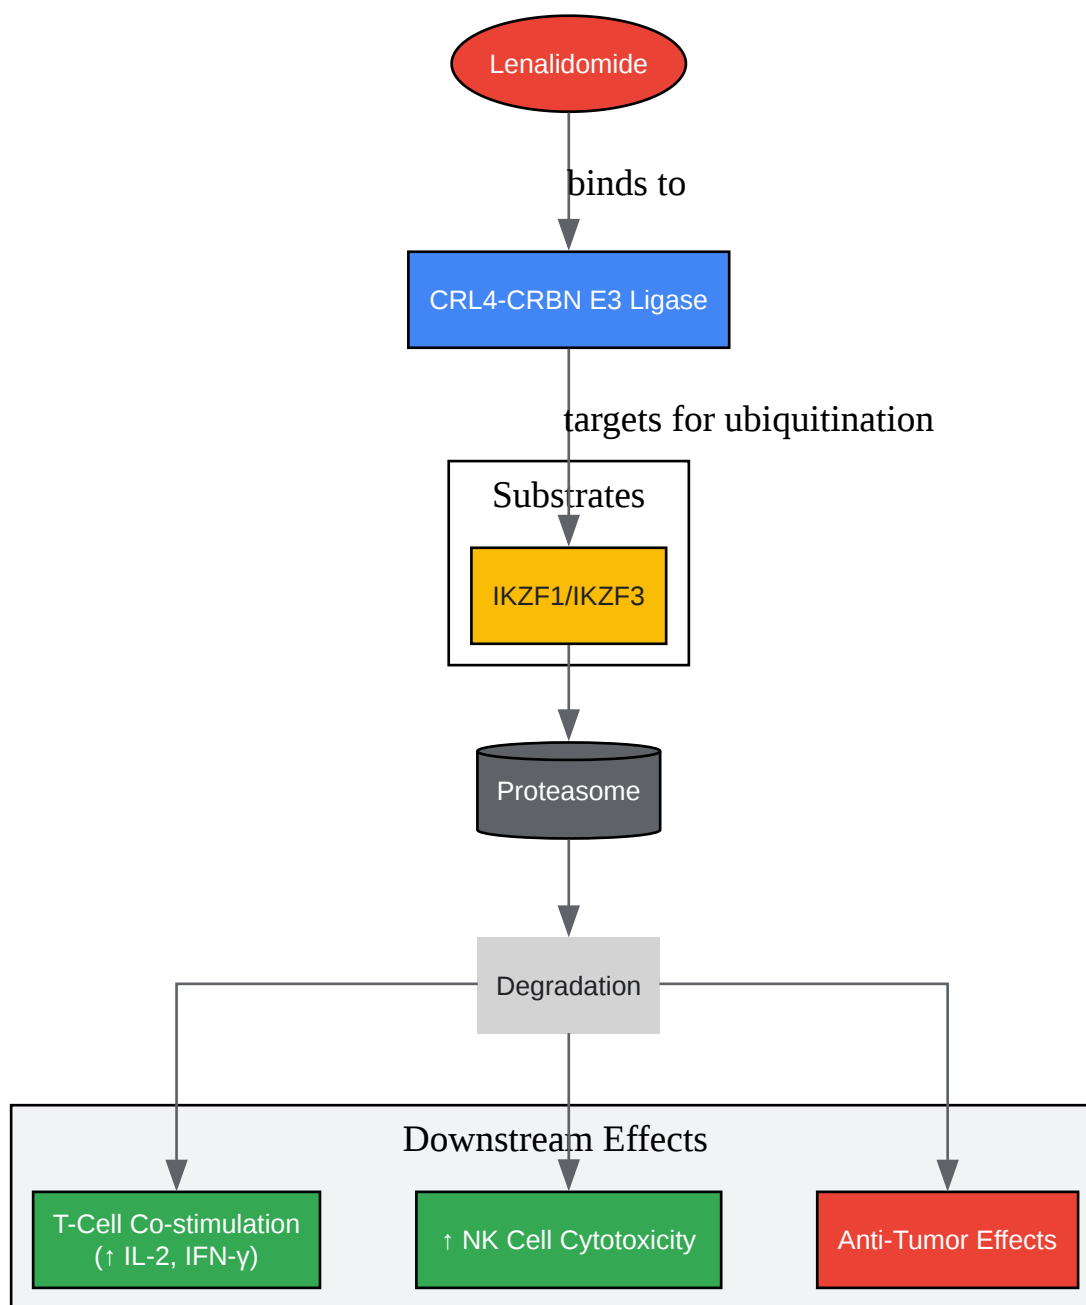 Lenalidomide
binds to
CRL4-CRBN E3 Ligase
targets for ubiquitination
Substrates
IKZF1/IKZF3
Proteasome
Degradation
Downstream Effects
T-Cell Co-stimulation
(↑ IL-2, IFN-γ)
↑ NK Cell Cytotoxicity
Anti-Tumor Effects